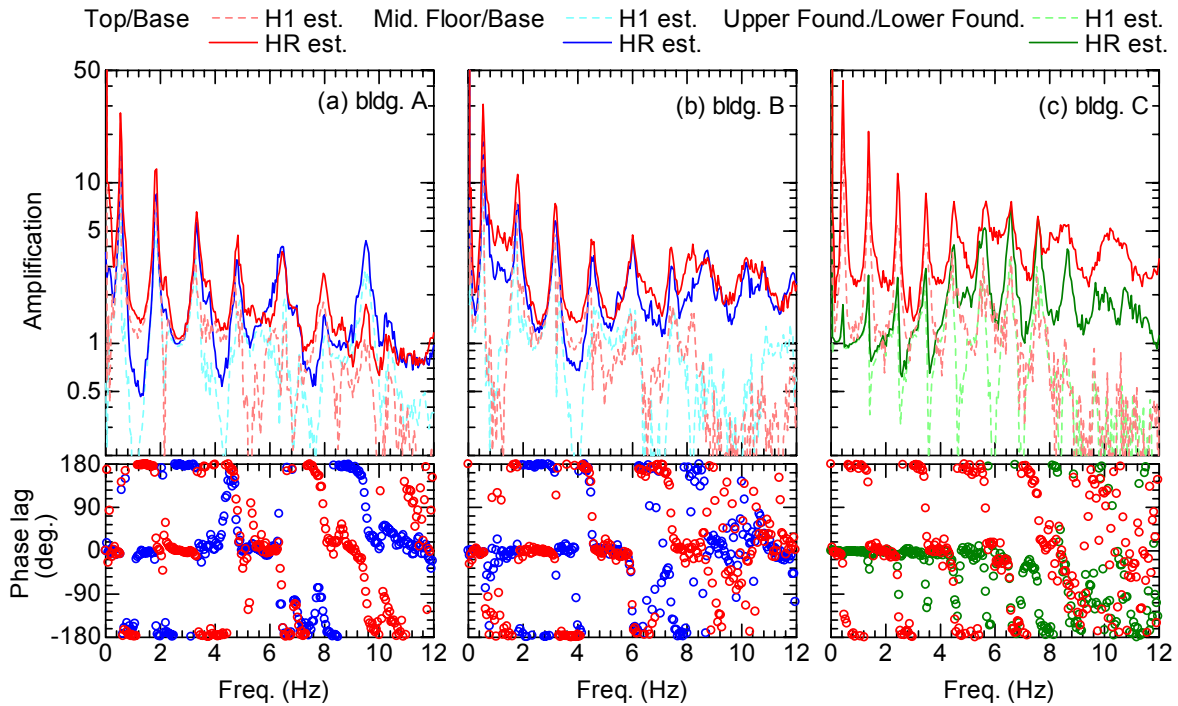 Top/Base H1 est. Mid. Floor/Base H1 est. Upper Found./Lower Found. H1 est.
HR est. HR est. HR est.
50
10
5
1
0.5
Amplification
(a) bldg. A
(b) bldg. B
(c) bldg. C
180
90
0
-90
-180
Phase lag
(deg.)
0 2 4 6 8 10 12 0 2 4 6 8 10 12 0 2 4 6 8 10 12
Freq. (Hz) Freq. (Hz) Freq. (Hz)